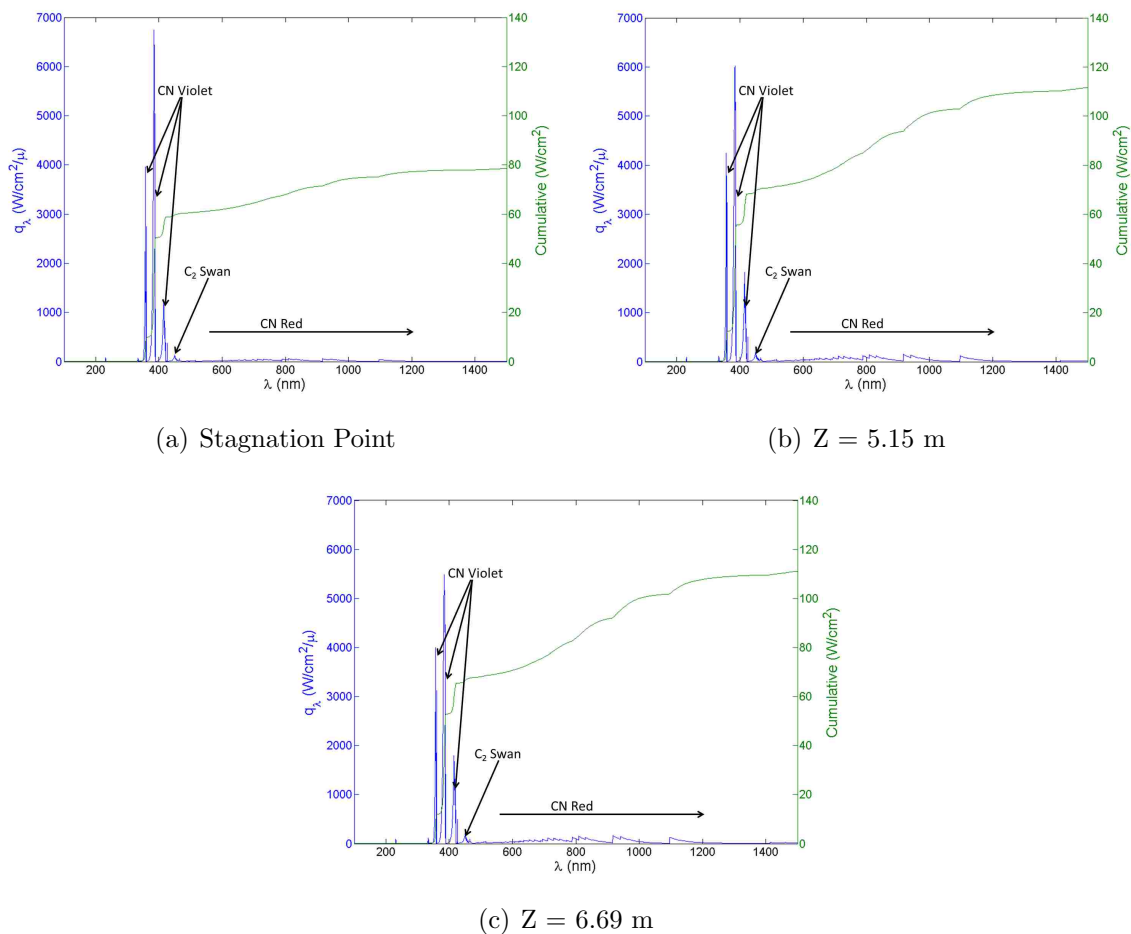 7000
6000
5000
4000
3000
2000
1000
0
q_λ (W/cm²/μ)
200 400 600 800 1000 1200 1400
λ (nm)
140
120
100
80
60
40
20
0
Cumulative (W/cm²)
CN Violet
C₂ Swan
CN Red
(a) Stagnation Point
7000
6000
5000
4000
3000
2000
1000
0
q_λ (W/cm²/μ)
200 400 600 800 1000 1200 1400
λ (nm)
140
120
100
80
60
40
20
0
Cumulative (W/cm²)
CN Violet
C₂ Swan
CN Red
(b) Z = 5.15 m
7000
6000
5000
4000
3000
2000
1000
0
q_λ (W/cm²/μ)
200 400 600 800 1000 1200 1400
λ (nm)
140
120
100
80
60
40
20
0
Cumulative (W/cm²)
CN Violet
C₂ Swan
CN Red
(c) Z = 6.69 m